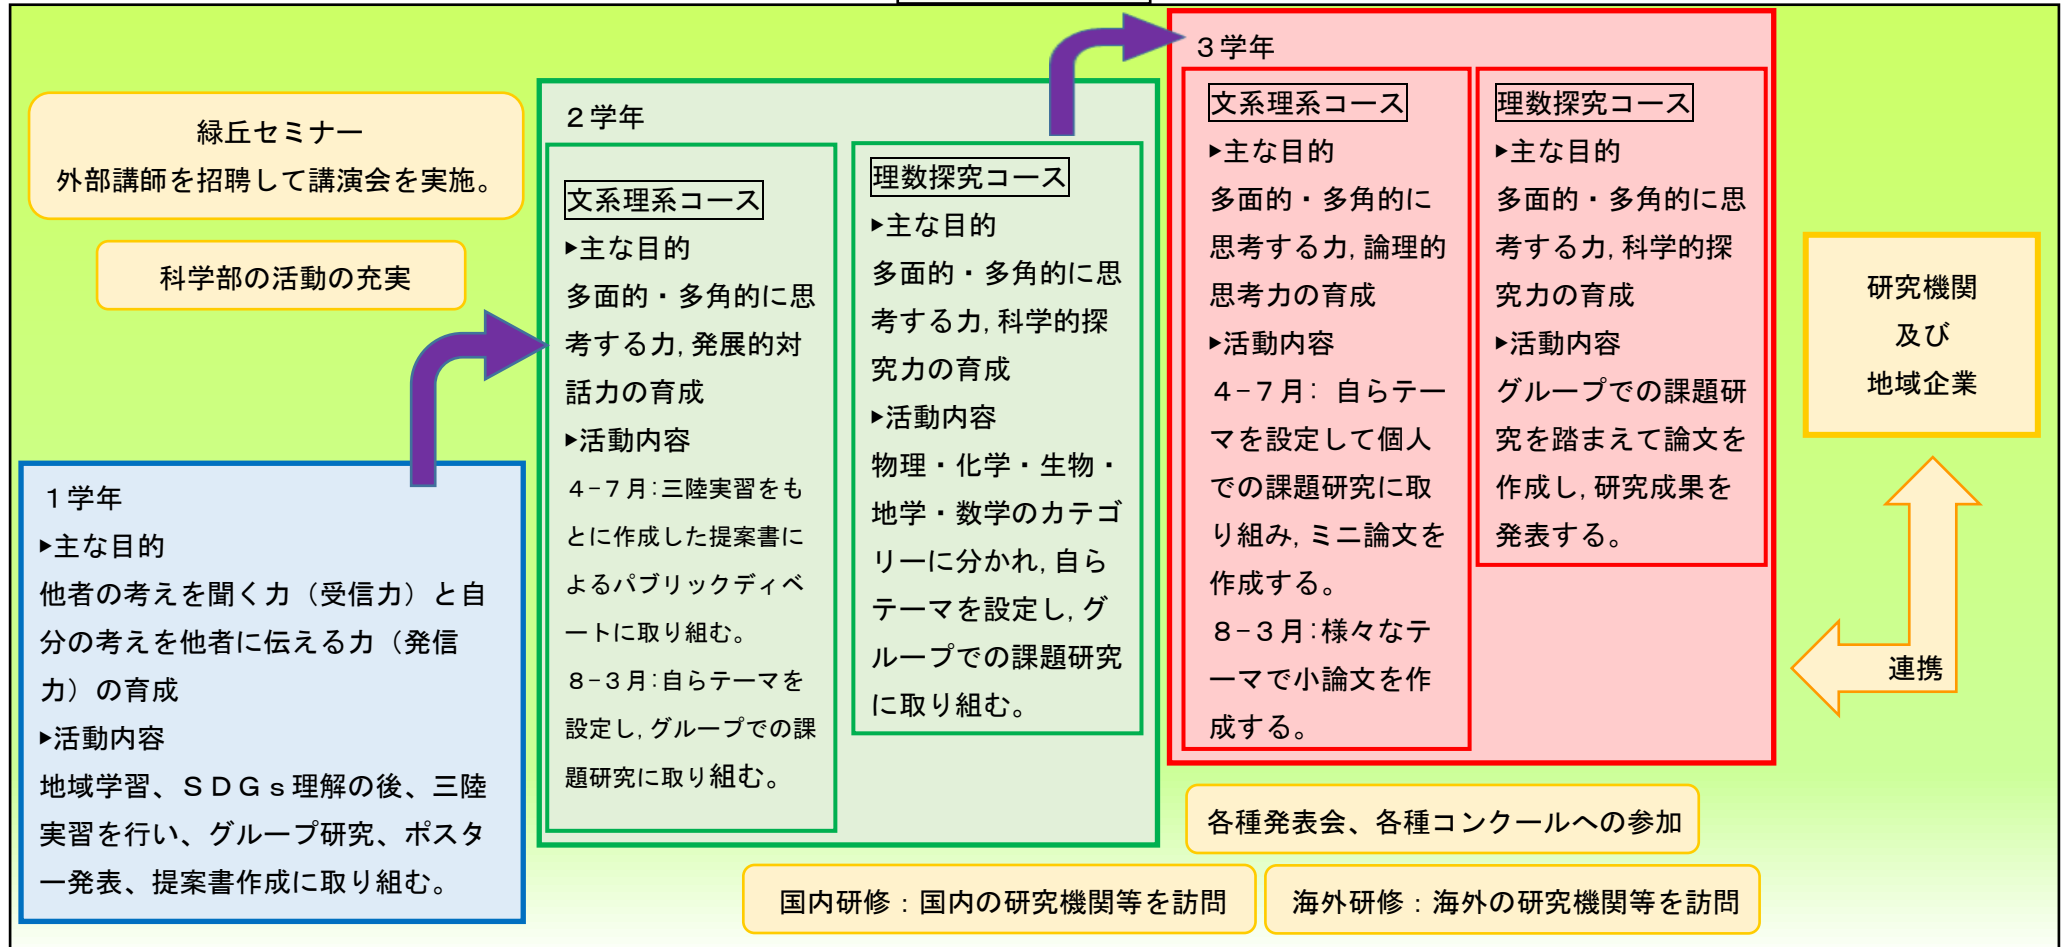 緑丘セミナー
外部講師を招聘して講演会を実施。
科学部の活動の充実
1学年
▶主な目的
他者の考えを聞く力（受信力）と自
分の考えを他者に伝える力（発信
力）の育成
▶活動内容
地域学習、ＳＤＧｓ理解の後、三陸
実習を行い、グループ研究、ポスタ
ー発表、提案書作成に取り組む。
２学年
文系理系コース
▶主な目的
多面的・多角的に思
考する力,発展的対
話力の育成
▶活動内容
４−７月:三陸実習をも
とに作成した提案書に
よるパブリックディベ
ートに取り組む。
８−３月:自らテーマを
設定し,グループでの課
題研究に取り組む。
理数探究コース
▶主な目的
多面的・多角的に思
考する力,科学的探
究力の育成
▶活動内容
物理・化学・生物・
地学・数学のカテゴ
リーに分かれ,自ら
テーマを設定し,グ
ループでの課題研究
に取り組む。
３学年
文系理系コース
▶主な目的
多面的・多角的に
思考する力,論理的
思考力の育成
▶活動内容
４−７月: 自らテー
マを設定して個人
での課題研究に取
り組み,ミニ論文を
作成する。
８−３月:様々なテ
ーマで小論文を作
成する。
理数探究コース
▶主な目的
多面的・多角的に思
考する力,科学的探
究力の育成
▶活動内容
グループでの課題研
究を踏まえて論文を
作成し,研究成果を
発表する。
研究機関
及び
地域企業
連携
各種発表会、各種コンクールへの参加
国内研修：国内の研究機関等を訪問
海外研修：海外の研究機関等を訪問